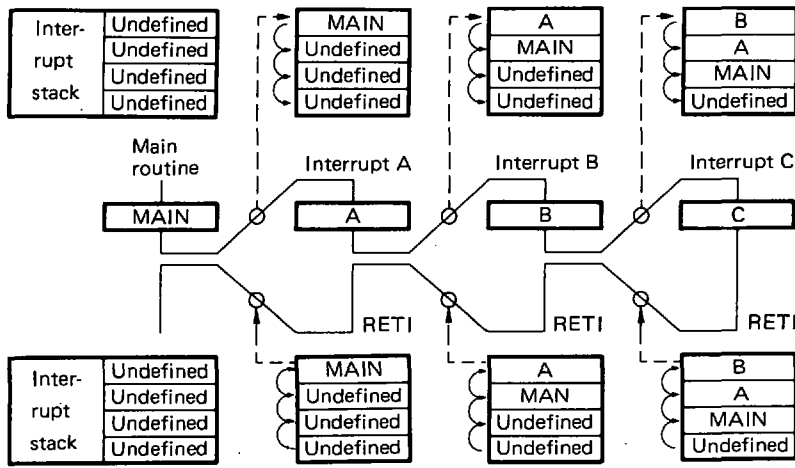 Inter-
rupt
stack
Undefined
Undefined
Undefined
Undefined
MAIN
Undefined
Undefined
Undefined
A
MAIN
Undefined
Undefined
B
A
MAIN
Undefined
Main
routine
Interrupt A
Interrupt B
Interrupt C
MAIN
A
B
C
RETI
RETI
RETI
Inter-
rupt
stack
Undefined
Undefined
Undefined
Undefined
MAIN
Undefined
Undefined
Undefined
A
MAN
Undefined
Undefined
B
A
MAIN
Undefined